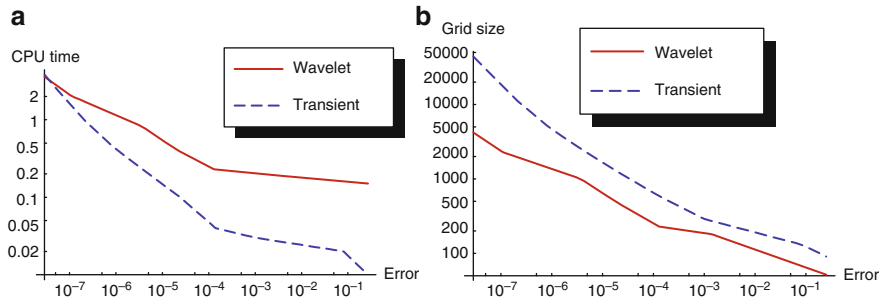 a
CPU time
2
1
0.5
0.2
0.1
0.05
0.02
10⁻⁷ 10⁻⁶ 10⁻⁵ 10⁻⁴ 10⁻³ 10⁻² 10⁻¹
Error
Wavelet
Transient
b
Grid size
50000
20000
10000
5000
2000
1000
500
200
100
10⁻⁷ 10⁻⁶ 10⁻⁵ 10⁻⁴ 10⁻³ 10⁻² 10⁻¹
Error
Wavelet
Transient